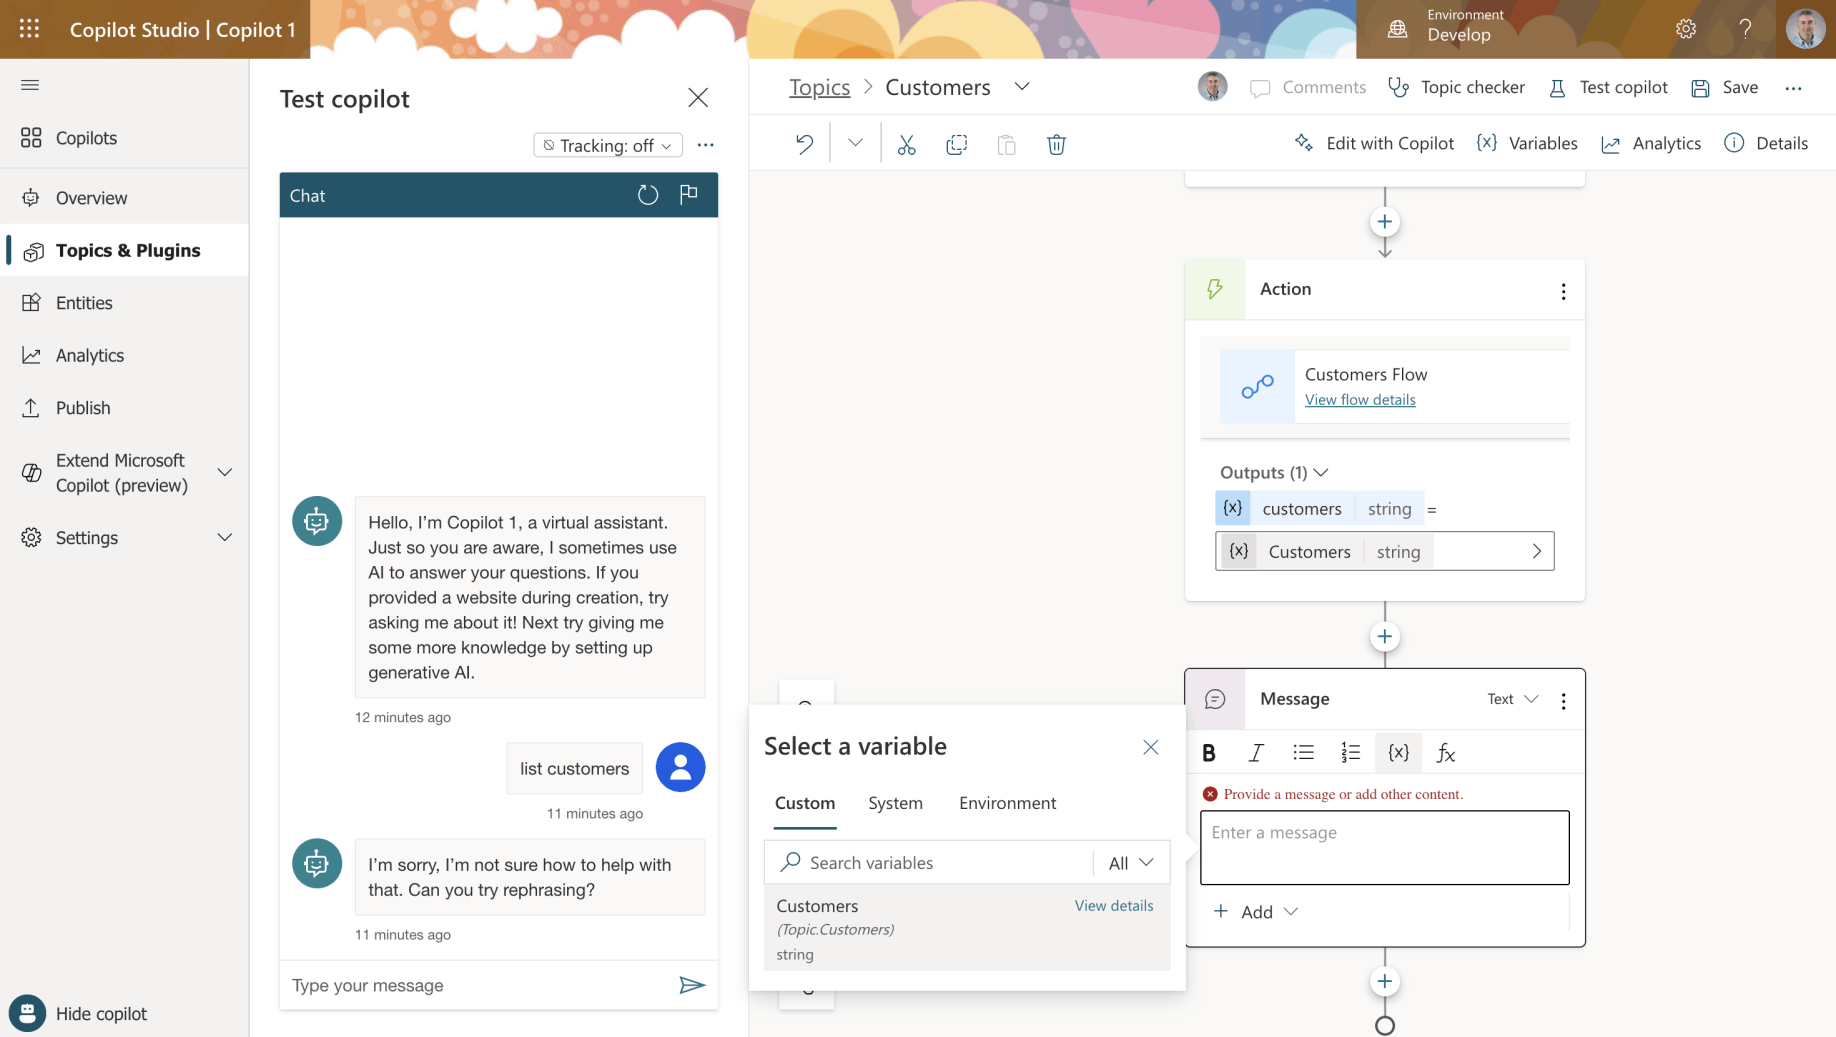 Copilot Studio | Copilot 1
Environment
Develop
Copilots
Overview
Topics & Plugins
Entities
Analytics
Publish
Extend Microsoft
Copilot (preview)
Settings
Hide copilot
Test copilot
Tracking: off
Chat
Hello, I'm Copilot 1, a virtual assistant.
Just so you are aware, I sometimes use
AI to answer your questions. If you
provided a website during creation, try
asking me about it! Next try giving me
some more knowledge by setting up
generative AI.
12 minutes ago
list customers
11 minutes ago
I'm sorry, I'm not sure how to help with
that. Can you try rephrasing?
11 minutes ago
Type your message
Topics > Customers
Comments
Topic checker
Test copilot
Save
Edit with Copilot
{x} Variables
Analytics
Details
Action
Customers Flow
View flow details
Outputs (1)
{x} customers string =
{x} Customers string
Message
Text
B I {x} fx
Provide a message or add other content.
Enter a message
+ Add
Select a variable
Custom System Environment
Search variables
All
Customers
View details
(Topic.Customers)
string